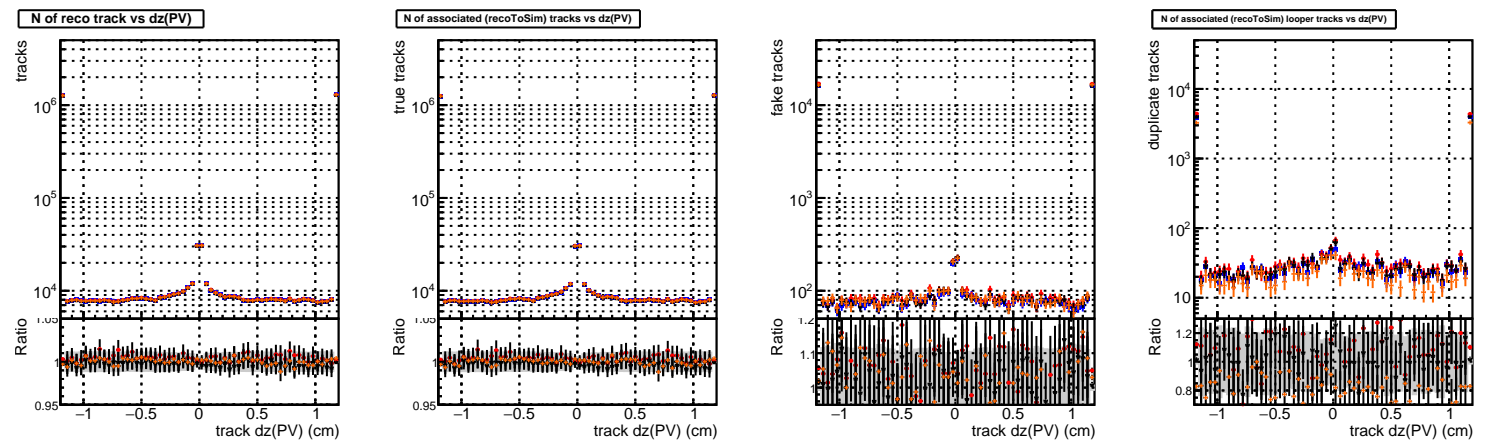 N of reco track vs dz(PV)
tracks
10^6
10^5
10^4
Ratio
1.05
1
0.95
−1 −0.5 0 0.5 1
track dz(PV) (cm)
N of associated (recoToSim) tracks vs dz(PV)
true tracks
10^6
10^5
10^4
Ratio
1.05
1
0.95
−1 −0.5 0 0.5 1
track dz(PV) (cm)
fake tracks
10^4
10^3
10^2
Ratio
1.2
1.1
1
−1 −0.5 0 0.5 1
track dz(PV) (cm)
N of associated (recoToSim) looper tracks vs dz(PV)
duplicate tracks
10^4
10^3
10^2
10
Ratio
1.2
1
0.8
−1 −0.5 0 0.5 1
track dz(PV) (cm)